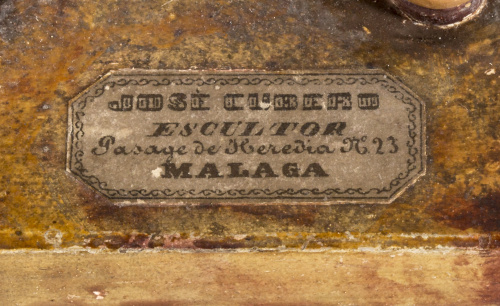 JOSÉ CUBERO
ESCULTOR
Pasage de Heredia N. 23
MALAGA